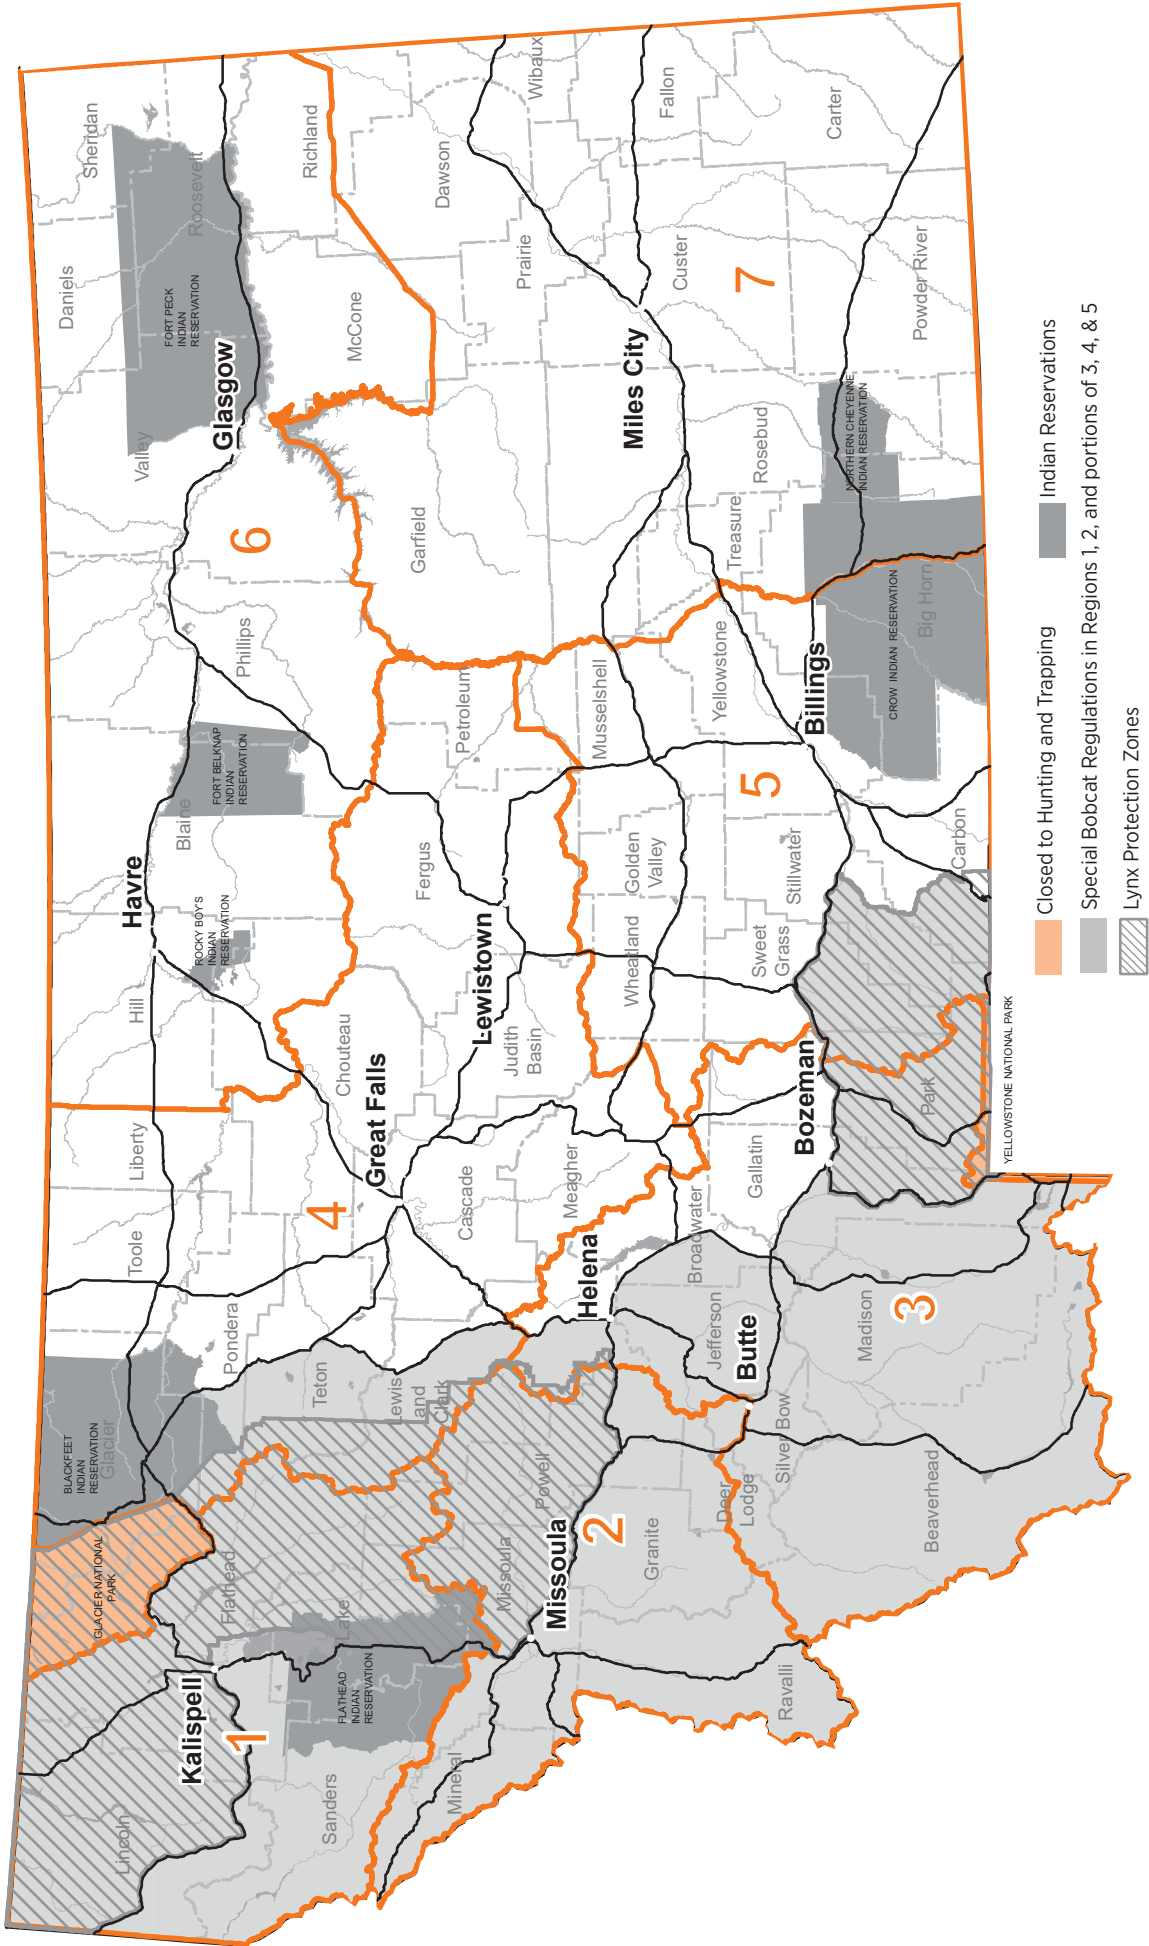 Lincoln
Kalispell
1
Flathead
GLACIER NATIONAL
PARK
BLACKFEET
INDIAN
RESERVATION
Glacier
Toole
Liberty
Hill
Havre
Blaine
Phillips
Valley
Daniels
Sheridan
Roosevelt
FORT PECK
INDIAN
RESERVATION
Glasgow
6
FORT BELKNAP
INDIAN
RESERVATION
ROCKY BOY'S
INDIAN
RESERVATION
Pondera
Teton
4
Chouteau
Great Falls
Sanders
Lake
FLATHEAD
INDIAN
RESERVATION
Mineral
Missoula
Missoula
2
Powell
Lewis
and
Clark
Cascade
Judith
Basin
Lewistown
Fergus
Petroleum
Garfield
McCone
Richland
Dawson
Wibaux
Prairie
Granite
Helena
Meagher
Wheatland
Golden
Valley
Musselshell
Miles City
Custer
Fallon
7
Rosebud
Treasure
Yellowstone
Ravalli
Deer
Lodge
Silver Bow
Butte
Jefferson
Broadwater
Gallatin
Bozeman
Sweet
Grass
Stillwater
5
Billings
Beaverhead
Madison
3
Park
Carbon
CROW INDIAN RESERVATION
Big Horn
NORTHERN CHEYENNE
INDIAN RESERVATION
Powder River
Carter
YELLOWSTONE NATIONAL PARK
Closed to Hunting and Trapping
Indian Reservations
Special Bobcat Regulations in Regions 1, 2, and portions of 3, 4, & 5
Lynx Protection Zones